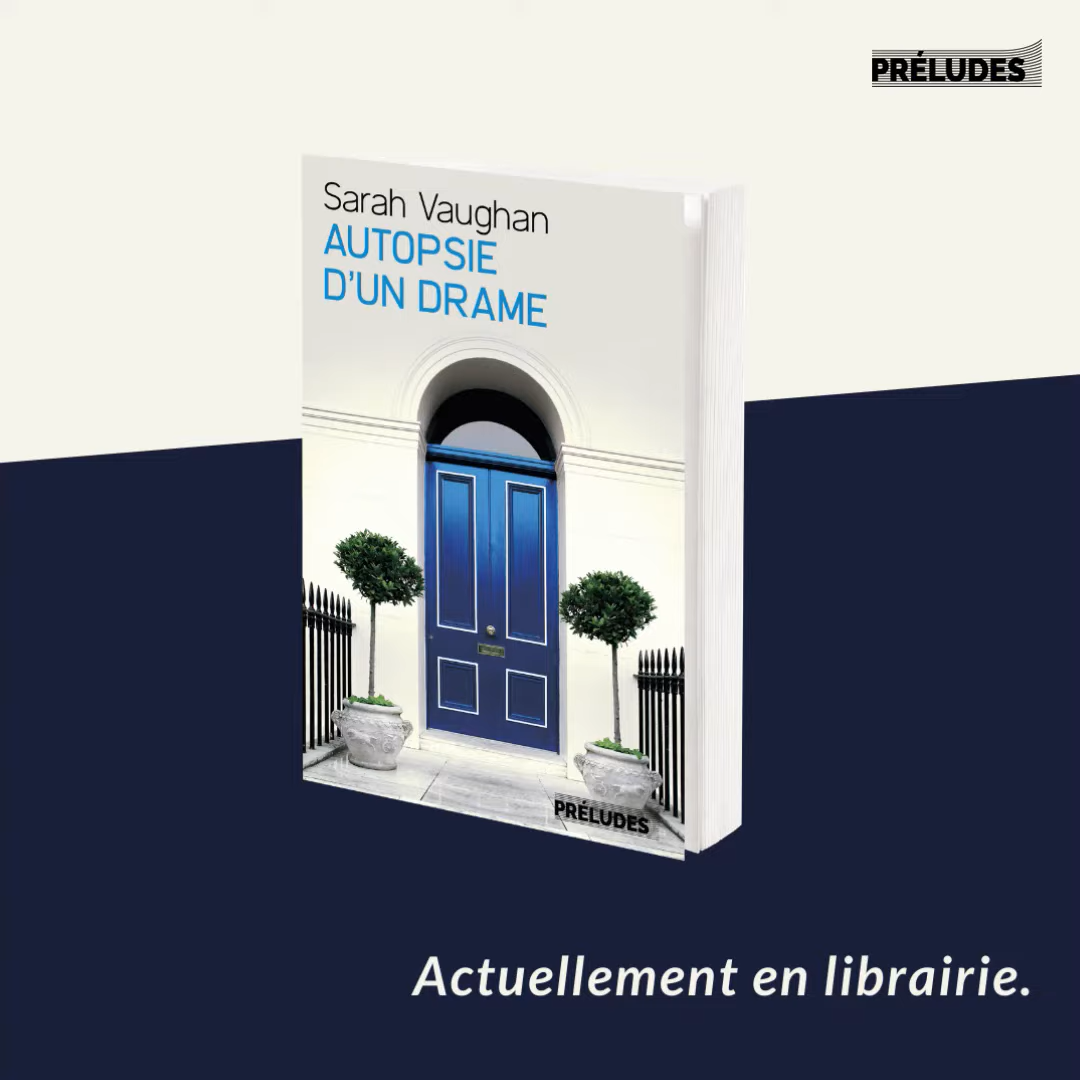 PRÉLUDES
Sarah Vaughan
AUTOPSIE
D'UN DRAME
PRÉLUDES
Actuellement en librairie.